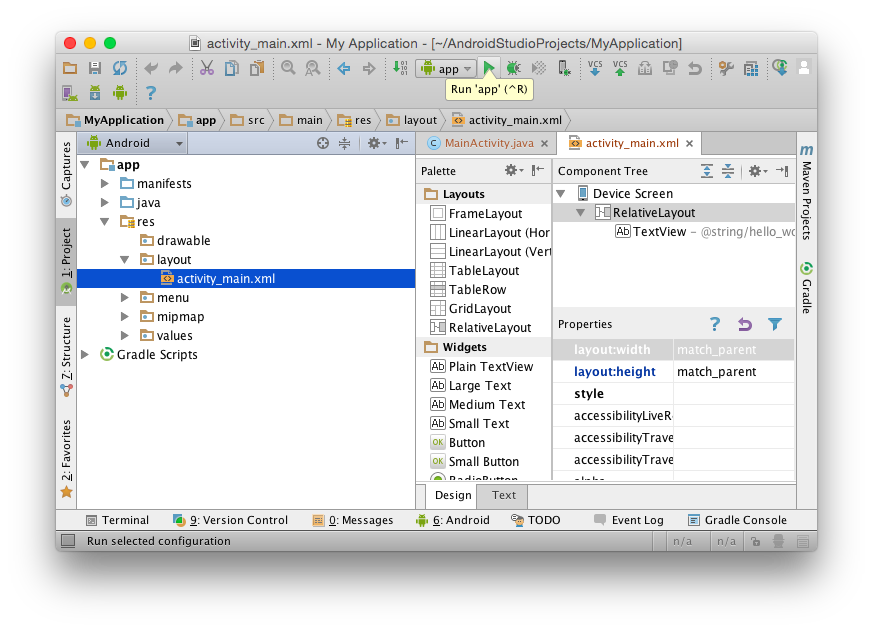 activity_main.xml - My Application - [~/AndroidStudioProjects/MyApplication]
app
Run 'app' (^R)
MyApplication app src main res layout activity_main.xml
Captures
1: Project
7: Structure
2: Favorites
Android
app
manifests
java
res
drawable
layout
activity_main.xml
menu
mipmap
values
Gradle Scripts
MainActivity.java
activity_main.xml
Palette
Layouts
FrameLayout
LinearLayout (Hor
LinearLayout (Vert
TableLayout
TableRow
GridLayout
RelativeLayout
Widgets
Plain TextView
Large Text
Medium Text
Small Text
Button
Small Button
RadioButton
Design Text
Component Tree
Device Screen
RelativeLayout
TextView – @string/hello_wo
Properties
layout:width match_parent
layout:height match_parent
style
accessibilityLiveRe
accessibilityTrave
accessibilityTrave
alpha
Maven Projects
Gradle
Terminal 9: Version Control 0: Messages 6: Android TODO Event Log Gradle Console
Run selected configuration n/a n/a